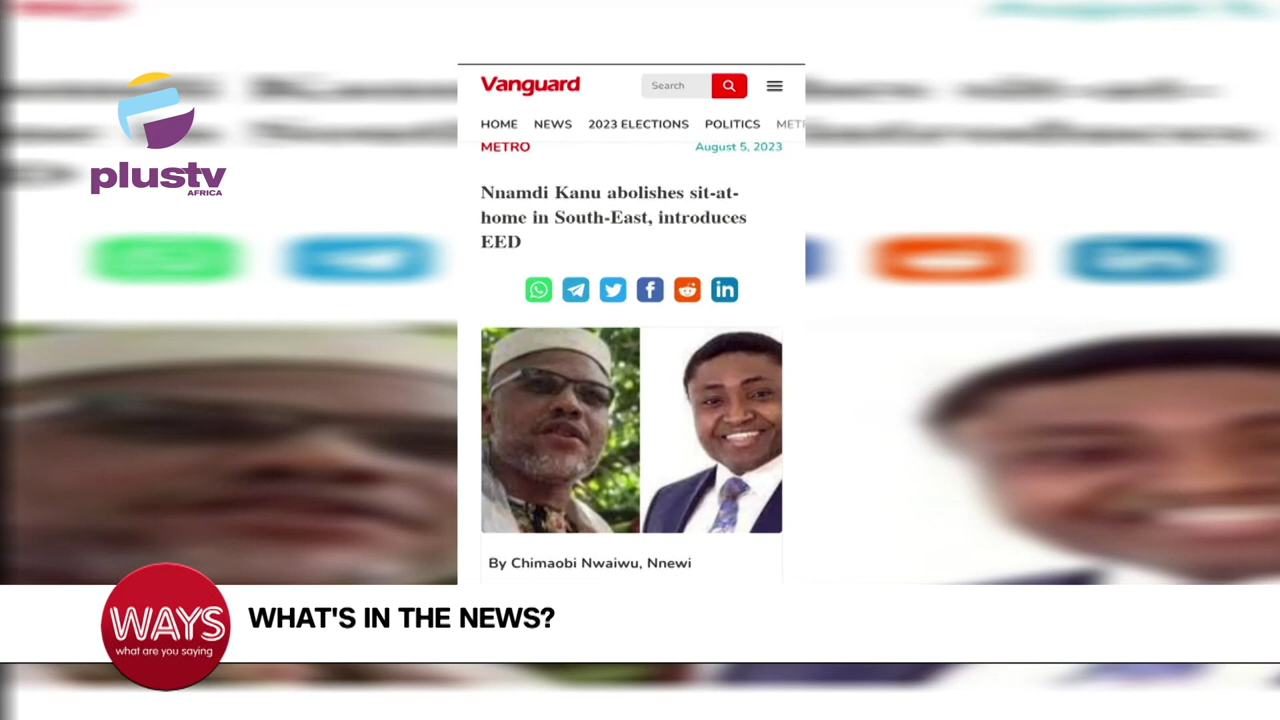 plustv
AFRICA
Vanguard
Search
HOME NEWS 2023 ELECTIONS POLITICS METR
METRO
August 5, 2023
Nnamdi Kanu abolishes sit-at-
home in South-East, introduces
EED
By Chimaobi Nwaiwu, Nnewi
WAYS
what are you saying
WHAT'S IN THE NEWS?